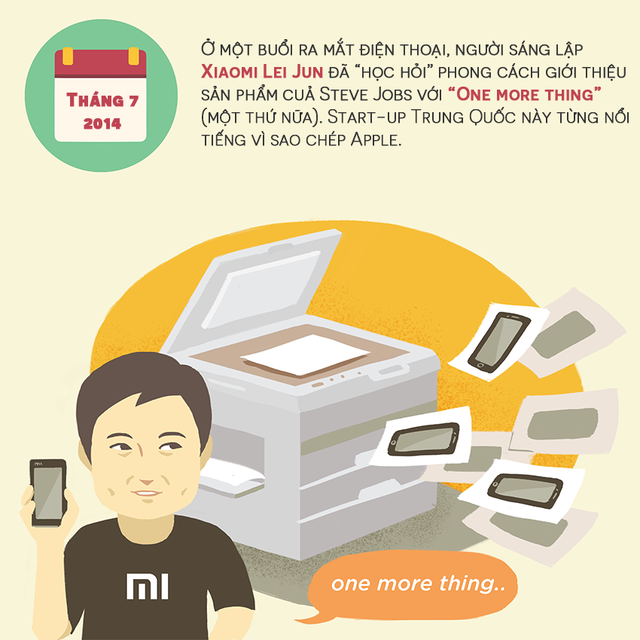 THÁNG 7
2014
Ở MỘT BUỔI RA MẮT ĐIỆN THOẠI, NGƯỜI SÁNG LẬP
XIAOMI LEI JUN ĐÃ “HỌC HỎI” PHONG CÁCH GIỚI THIỆU
SẢN PHẨM CUẢ STEVE JOBS VỚI “ONE MORE THING”
(MỘT THỨ NỮA). START-UP TRUNG QUỐC NÀY TỪNG NỔI
TIẾNG VÌ SAO CHÉP APPLE.
mi
mi
one more thing..